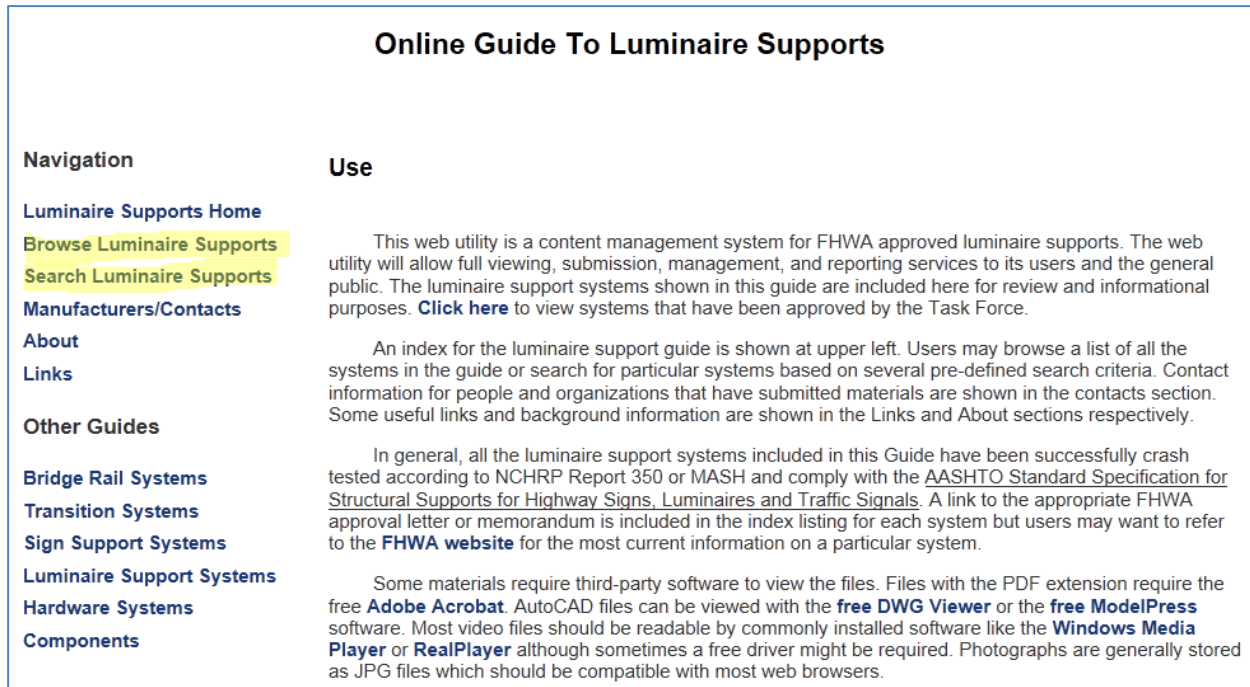 Online Guide To Luminaire Supports
Navigation
Luminaire Supports Home
Browse Luminaire Supports
Search Luminaire Supports
Manufacturers/Contacts
About
Links
Other Guides
Bridge Rail Systems
Transition Systems
Sign Support Systems
Luminaire Support Systems
Hardware Systems
Components
Use
This web utility is a content management system for FHWA approved luminaire supports. The web
utility will allow full viewing, submission, management, and reporting services to its users and the general
public. The luminaire support systems shown in this guide are included here for review and informational
purposes. Click here to view systems that have been approved by the Task Force.
An index for the luminaire support guide is shown at upper left. Users may browse a list of all the
systems in the guide or search for particular systems based on several pre-defined search criteria. Contact
information for people and organizations that have submitted materials are shown in the contacts section.
Some useful links and background information are shown in the Links and About sections respectively.
In general, all the luminaire support systems included in this Guide have been successfully crash
tested according to NCHRP Report 350 or MASH and comply with the AASHTO Standard Specification for
Structural Supports for Highway Signs, Luminaires and Traffic Signals. A link to the appropriate FHWA
approval letter or memorandum is included in the index listing for each system but users may want to refer
to the FHWA website for the most current information on a particular system.
Some materials require third-party software to view the files. Files with the PDF extension require the
free Adobe Acrobat. AutoCAD files can be viewed with the free DWG Viewer or the free ModelPress
software. Most video files should be readable by commonly installed software like the Windows Media
Player or RealPlayer although sometimes a free driver might be required. Photographs are generally stored
as JPG files which should be compatible with most web browsers.